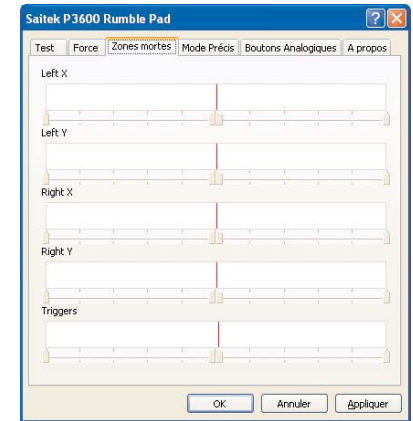 Saitek P3600 Rumble Pad
Test Force Zones mortes Mode Précis Boutons Analogiques A propos
Left X
Left Y
Right X
Right Y
Triggers
OK Annuler Appliquer